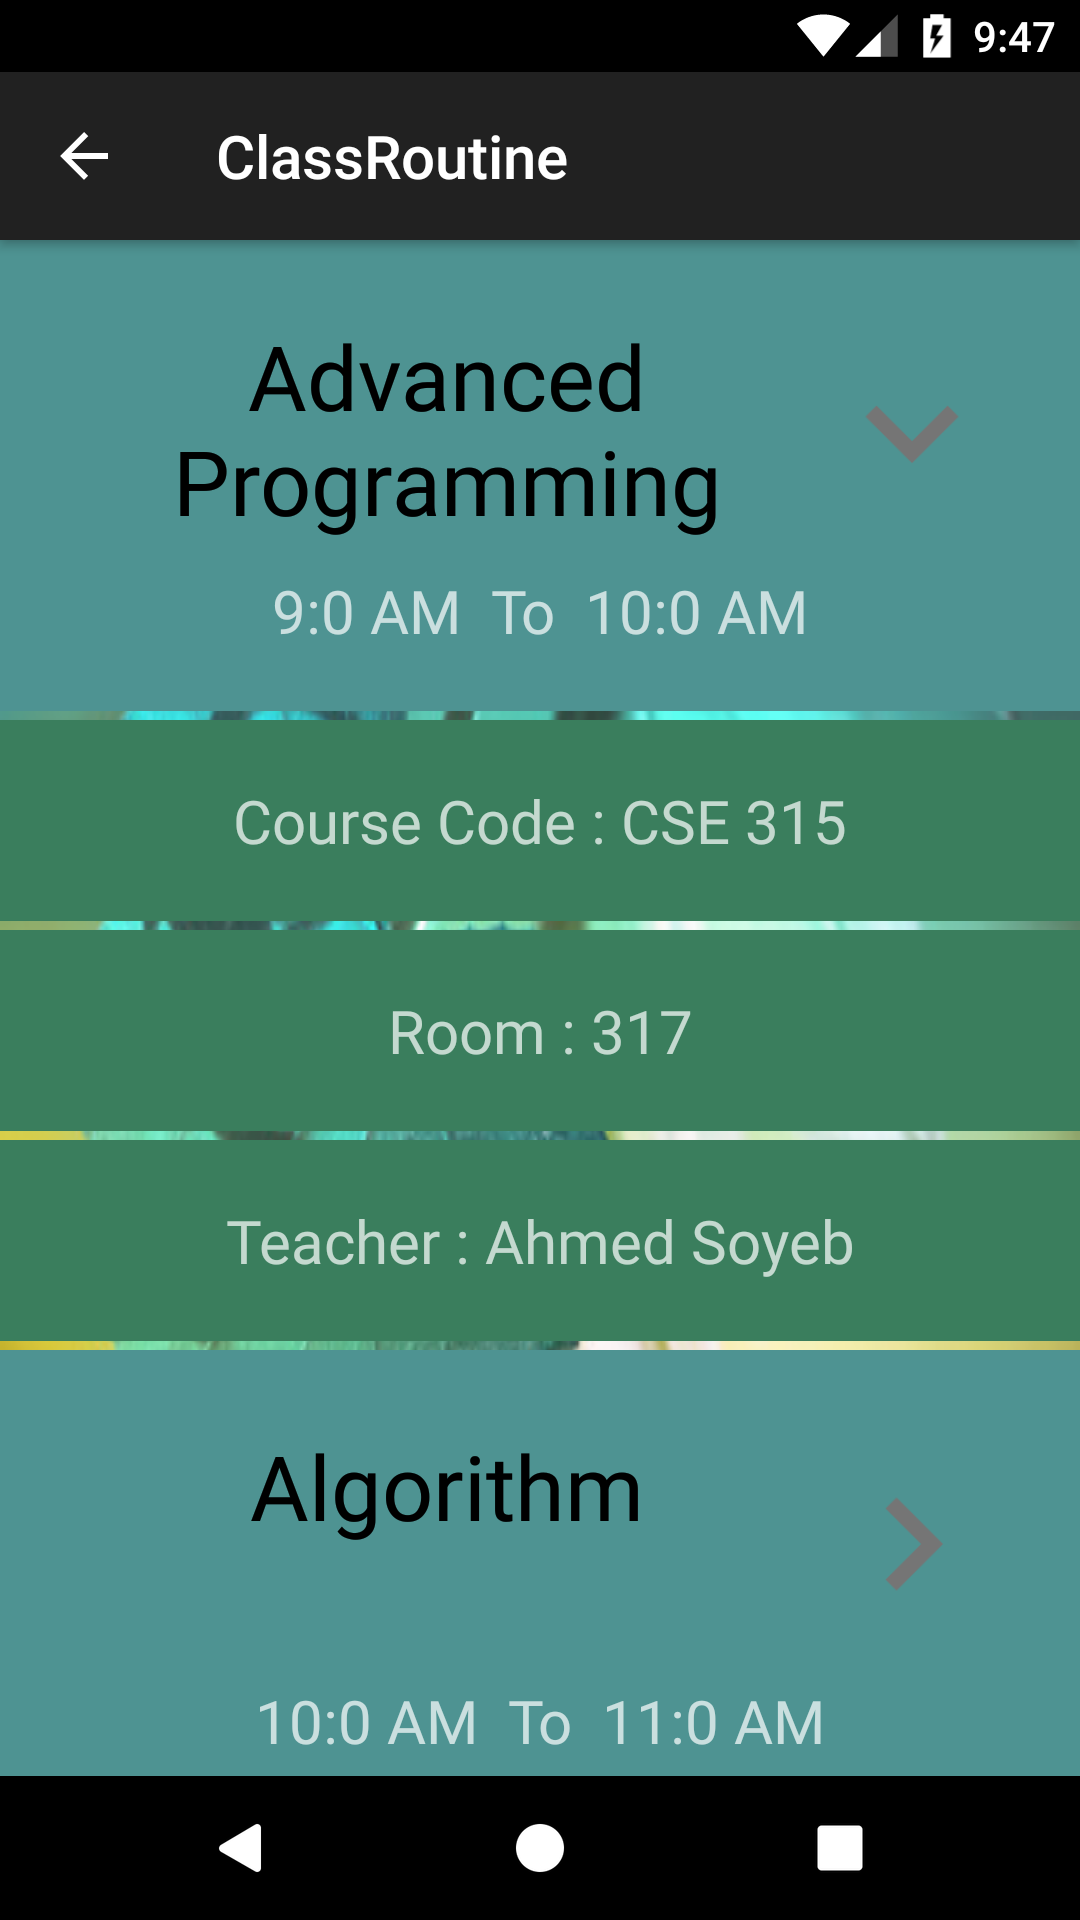 9:47
ClassRoutine
Advanced
Programming
9:0 AM To 10:0 AM
Course Code : CSE 315
Room : 317
Teacher : Ahmed Soyeb
Algorithm
10:0 AM To 11:0 AM